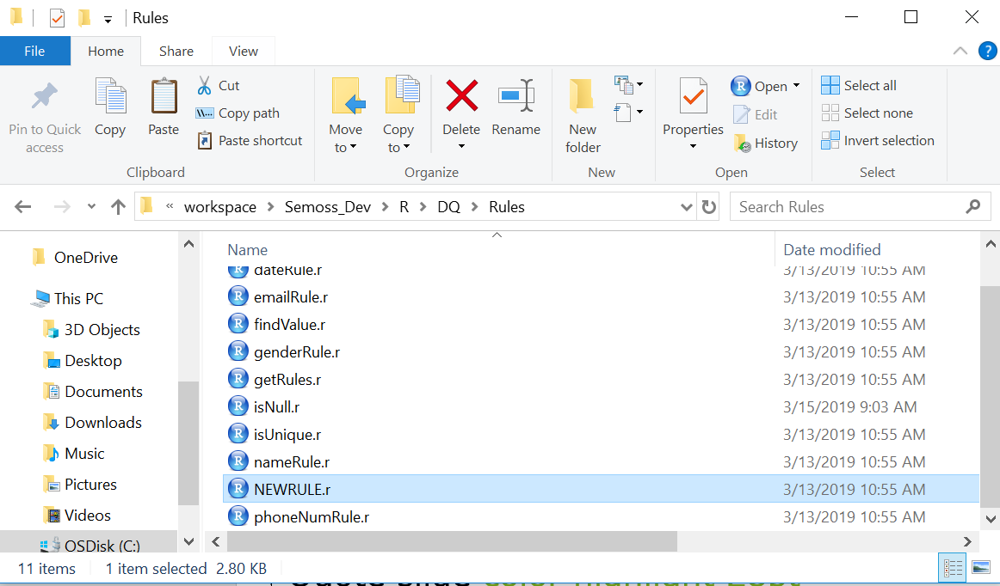 Rules
File Home Share View
Pin to Quick access
Copy
Paste
Cut
Copy path
Paste shortcut
Clipboard
Move to
Copy to
Delete
Rename
Organize
New folder
New
Properties
Open
Edit
History
Open
Select all
Select none
Invert selection
Select
« workspace > Semoss_Dev > R > DQ > Rules
Search Rules
OneDrive
This PC
3D Objects
Desktop
Documents
Downloads
Music
Pictures
Videos
OSDisk (C:)
Name Date modified
dateRule.r 3/13/2019 10:55 AM
emailRule.r 3/13/2019 10:55 AM
findValue.r 3/13/2019 10:55 AM
genderRule.r 3/13/2019 10:55 AM
getRules.r 3/13/2019 10:55 AM
isNull.r 3/15/2019 9:03 AM
isUnique.r 3/13/2019 10:55 AM
nameRule.r 3/13/2019 10:55 AM
NEWRULE.r 3/13/2019 10:55 AM
phoneNumRule.r 3/13/2019 10:55 AM
11 items 1 item selected 2.80 KB